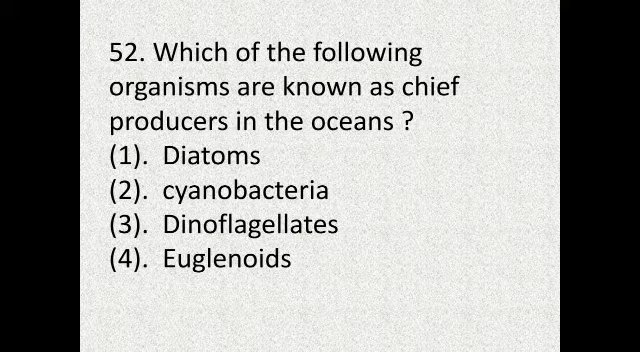 52. Which of the following
organisms are known as chief
producers in the oceans ?
(1).  Diatoms
(2).  cyanobacteria
(3).  Dinoflagellates
(4).  Euglenoids